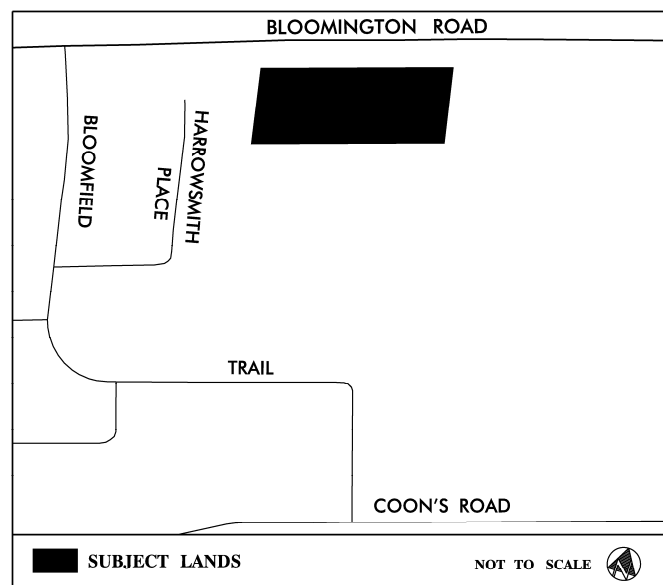 BLOOMINGTON ROAD
BLOOMFIELD
HARROWSMITH
PLACE
TRAIL
COON'S ROAD
SUBJECT LANDS
NOT TO SCALE